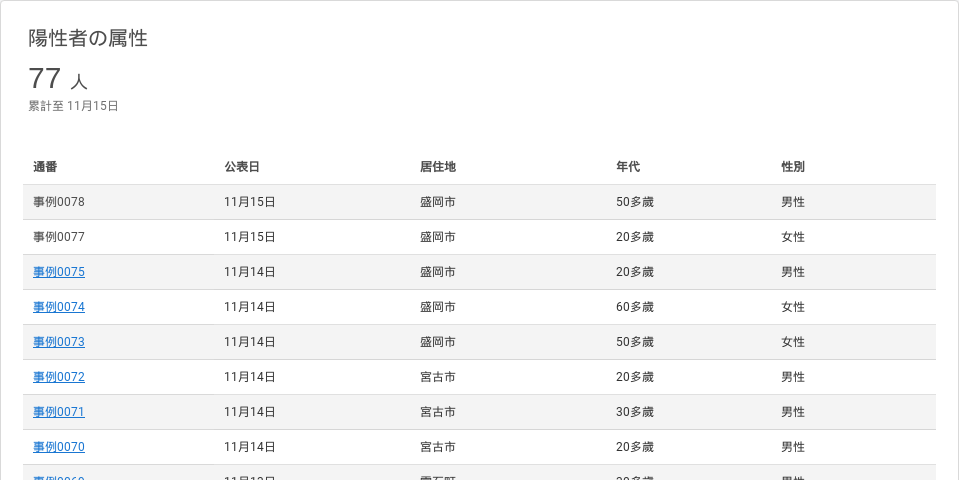 陽性者の属性
77 人
累計至 11月15日
通番 公表日 居住地 年代 性別
事例0078 11月15日 盛岡市 50多歳 男性
事例0077 11月15日 盛岡市 20多歳 女性
事例0075 11月14日 盛岡市 20多歳 男性
事例0074 11月14日 盛岡市 60多歳 女性
事例0073 11月14日 盛岡市 50多歳 女性
事例0072 11月14日 宮古市 20多歳 男性
事例0071 11月14日 宮古市 30多歳 男性
事例0070 11月14日 宮古市 20多歳 男性